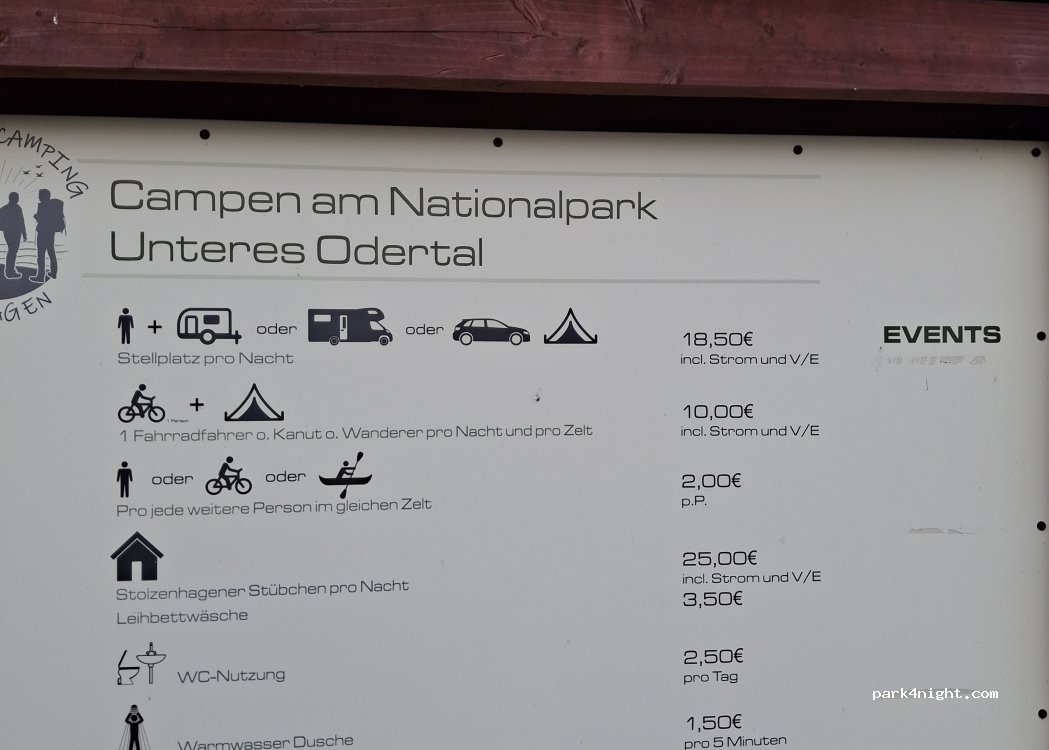 CAMPING
Campen am Nationalpark
Unteres Odertal
+ oder oder
Stellplatz pro Nacht
18,50€
incl. Strom und V/E
EVENTS
1 Person +
1 Fahrradfahrer o. Kanut o. Wanderer pro Nacht und pro Zelt
10,00€
incl. Strom und V/E
oder oder
Pro jede weitere Person im gleichen Zelt
2,00€
p.P.
Stolzenhagener Stübchen pro Nacht
25,00€
incl. Strom und V/E
Leihbettwäsche
3,50€
WC-Nutzung
2,50€
pro Tag
Warmwasser Dusche
1,50€
pro 5 Minuten
park4night.com